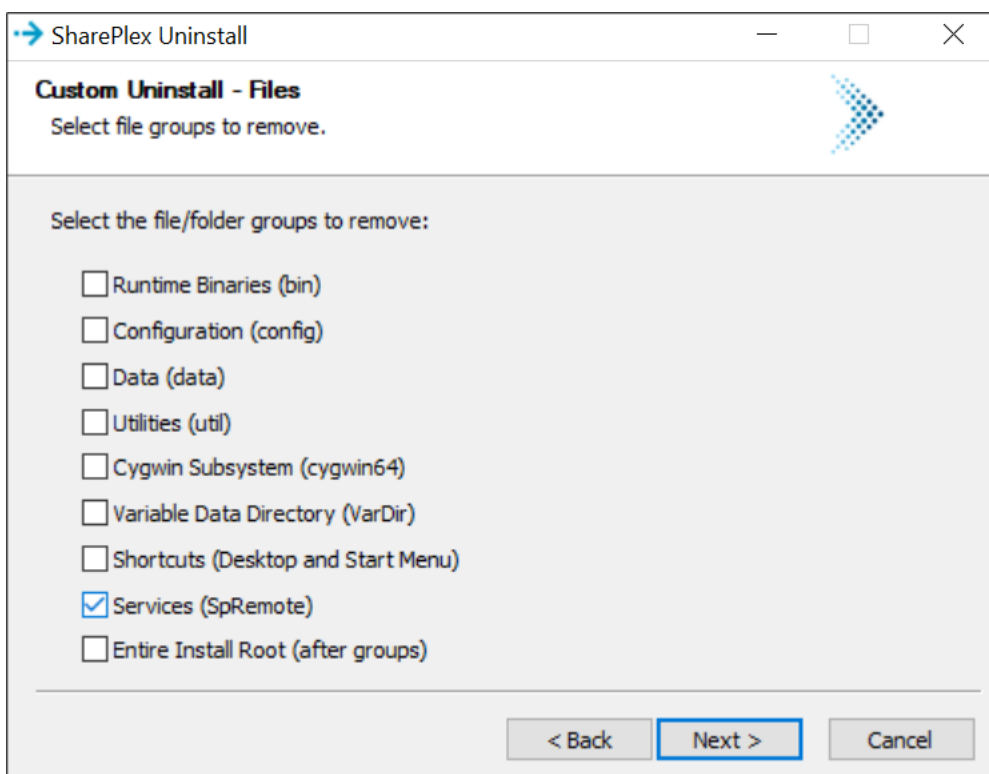 SharePlex Uninstall
Custom Uninstall - Files
Select file groups to remove.
Select the file/folder groups to remove:
Runtime Binaries (bin)
Configuration (config)
Data (data)
Utilities (util)
Cygwin Subsystem (cygwin64)
Variable Data Directory (VarDir)
Shortcuts (Desktop and Start Menu)
Services (SpRemote)
Entire Install Root (after groups)
< Back Next > Cancel